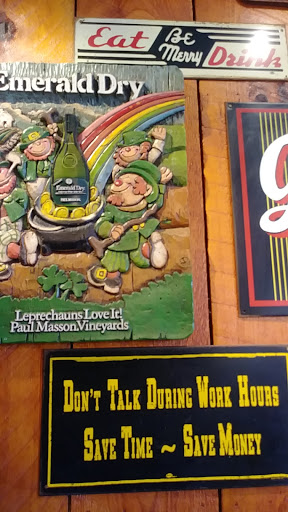 Eat Be Merry Drink
Emerald Dry
Emerald Dry
Leprechauns Love It!
Paul Masson Vineyards
Don't Talk During Work Hours
Save Time ~ Save Money